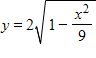 y = 2√(1 − x²/9)